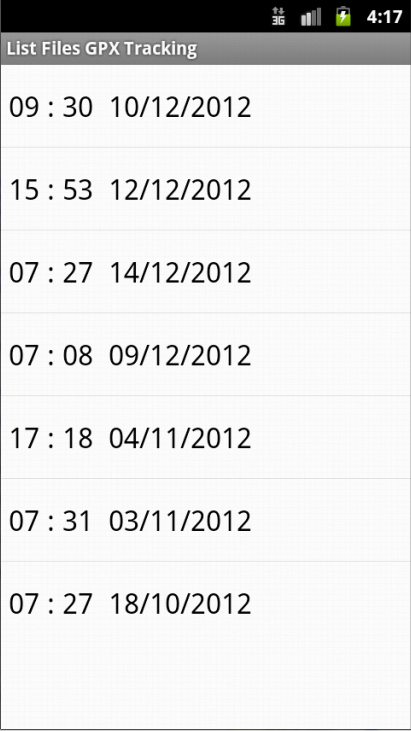 3G 4:17
List Files GPX Tracking
09 : 30 10/12/2012
15 : 53 12/12/2012
07 : 27 14/12/2012
07 : 08 09/12/2012
17 : 18 04/11/2012
07 : 31 03/11/2012
07 : 27 18/10/2012